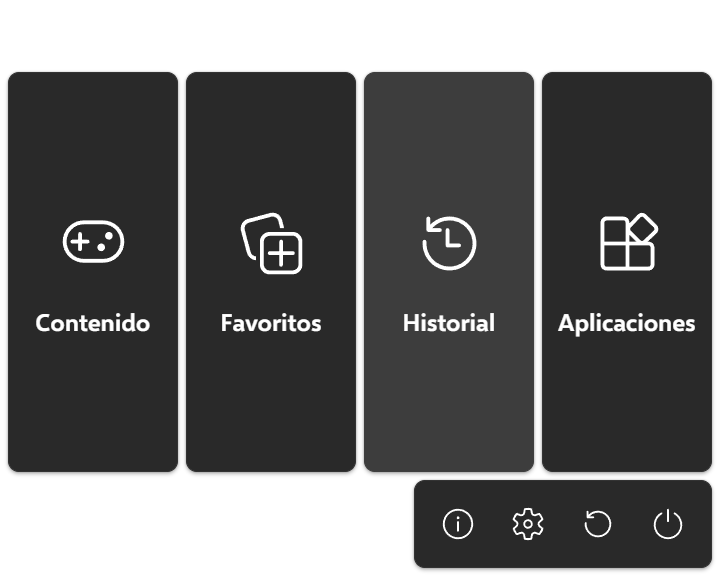 Contenido
Favoritos
Historial
Aplicaciones